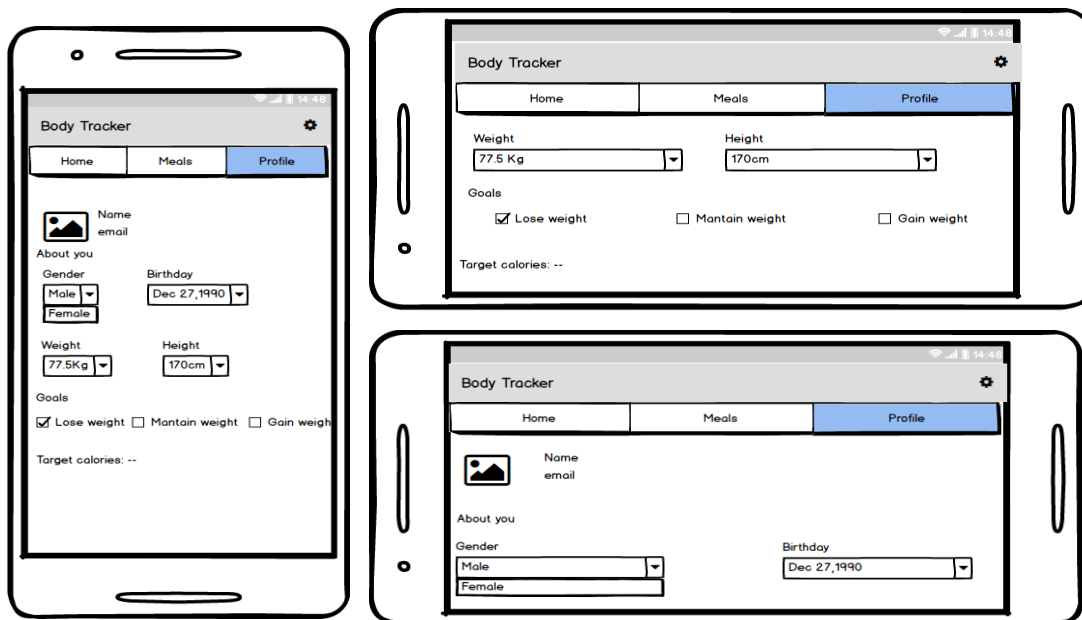 14:48
Body Tracker
Home Meals Profile
Name
email
About you
Gender Birthday
Male Dec 27,1990
Female
Weight Height
77.5Kg 170cm
Goals
Lose weight Mantain weight Gain weigh
Target calories: --
14:48
Body Tracker
Home Meals Profile
Weight Height
77.5 Kg 170cm
Goals
Lose weight Mantain weight Gain weight
Target calories: --
14:48
Body Tracker
Home Meals Profile
Name
email
About you
Gender Birthday
Male Dec 27,1990
Female